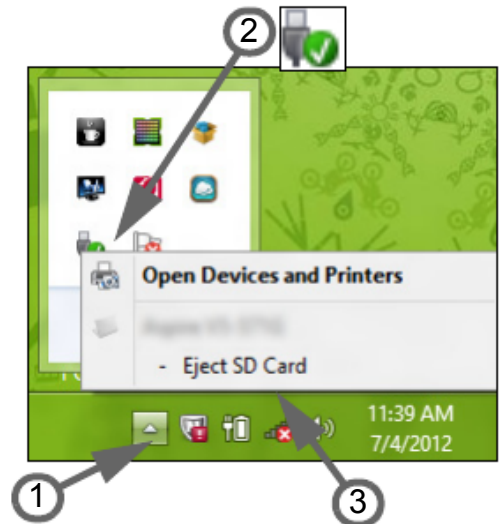 2
Open Devices and Printers
- Eject SD Card
11:39 AM
7/4/2012
1
3